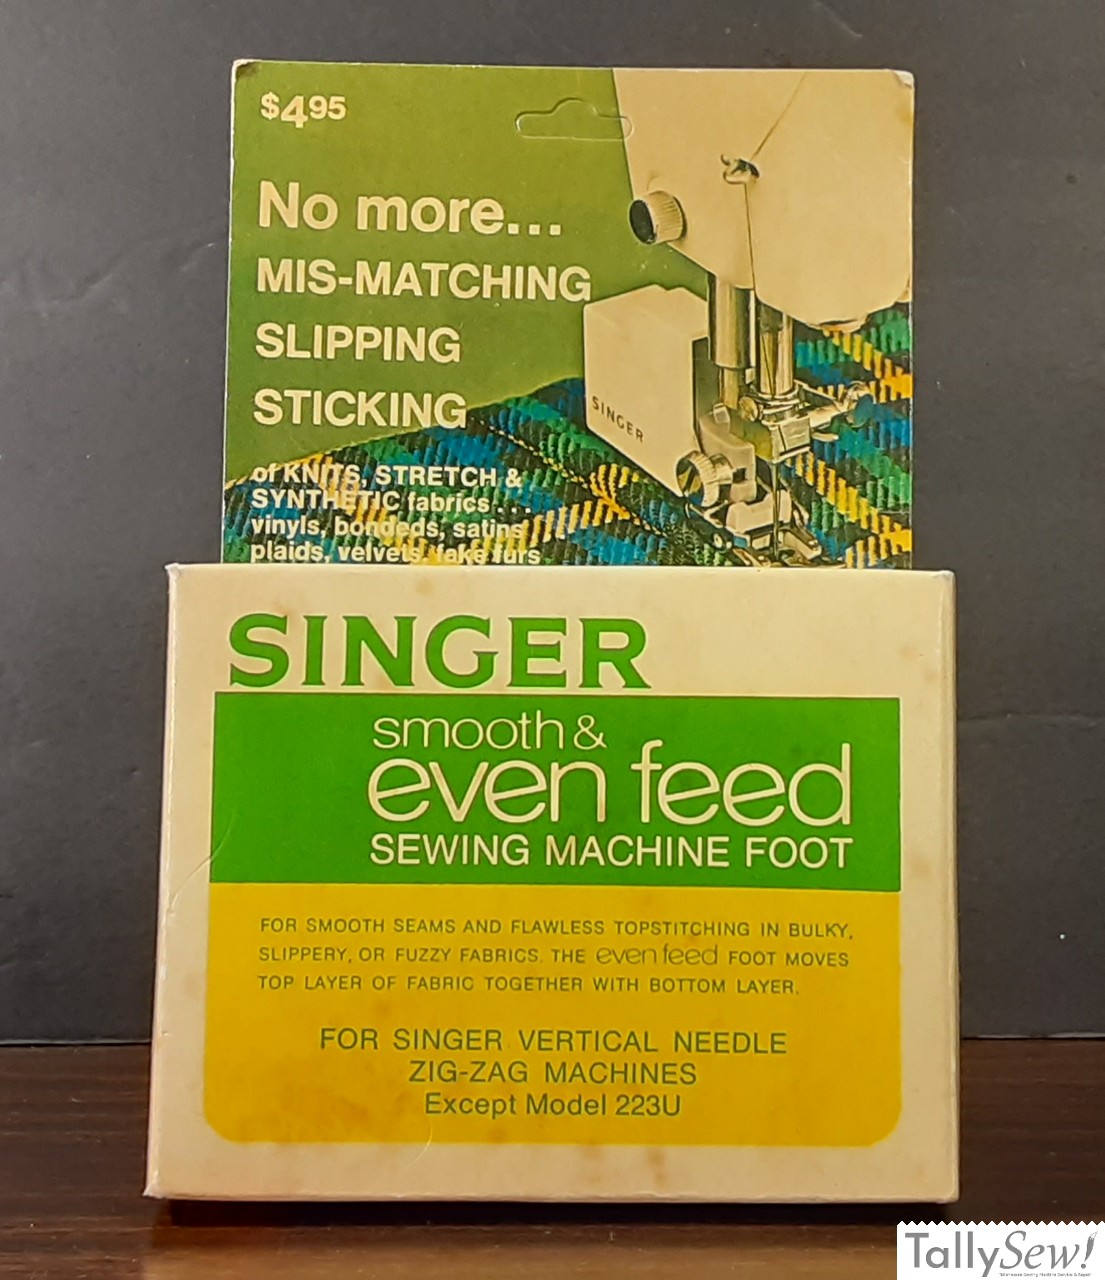 $4.95
No more...
MIS-MATCHING
SLIPPING
STICKING
of KNITS, STRETCH &
SYNTHETIC fabrics . . .
vinyls, bondeds, satins
plaids, velvets, fake furs
SINGER
SINGER
smooth &
even feed
SEWING MACHINE FOOT
FOR SMOOTH SEAMS AND FLAWLESS TOPSTITCHING IN BULKY,
SLIPPERY, OR FUZZY FABRICS. THE even feed FOOT MOVES
TOP LAYER OF FABRIC TOGETHER WITH BOTTOM LAYER.
FOR SINGER VERTICAL NEEDLE
ZIG-ZAG MACHINES
Except Model 223U
TallySew!